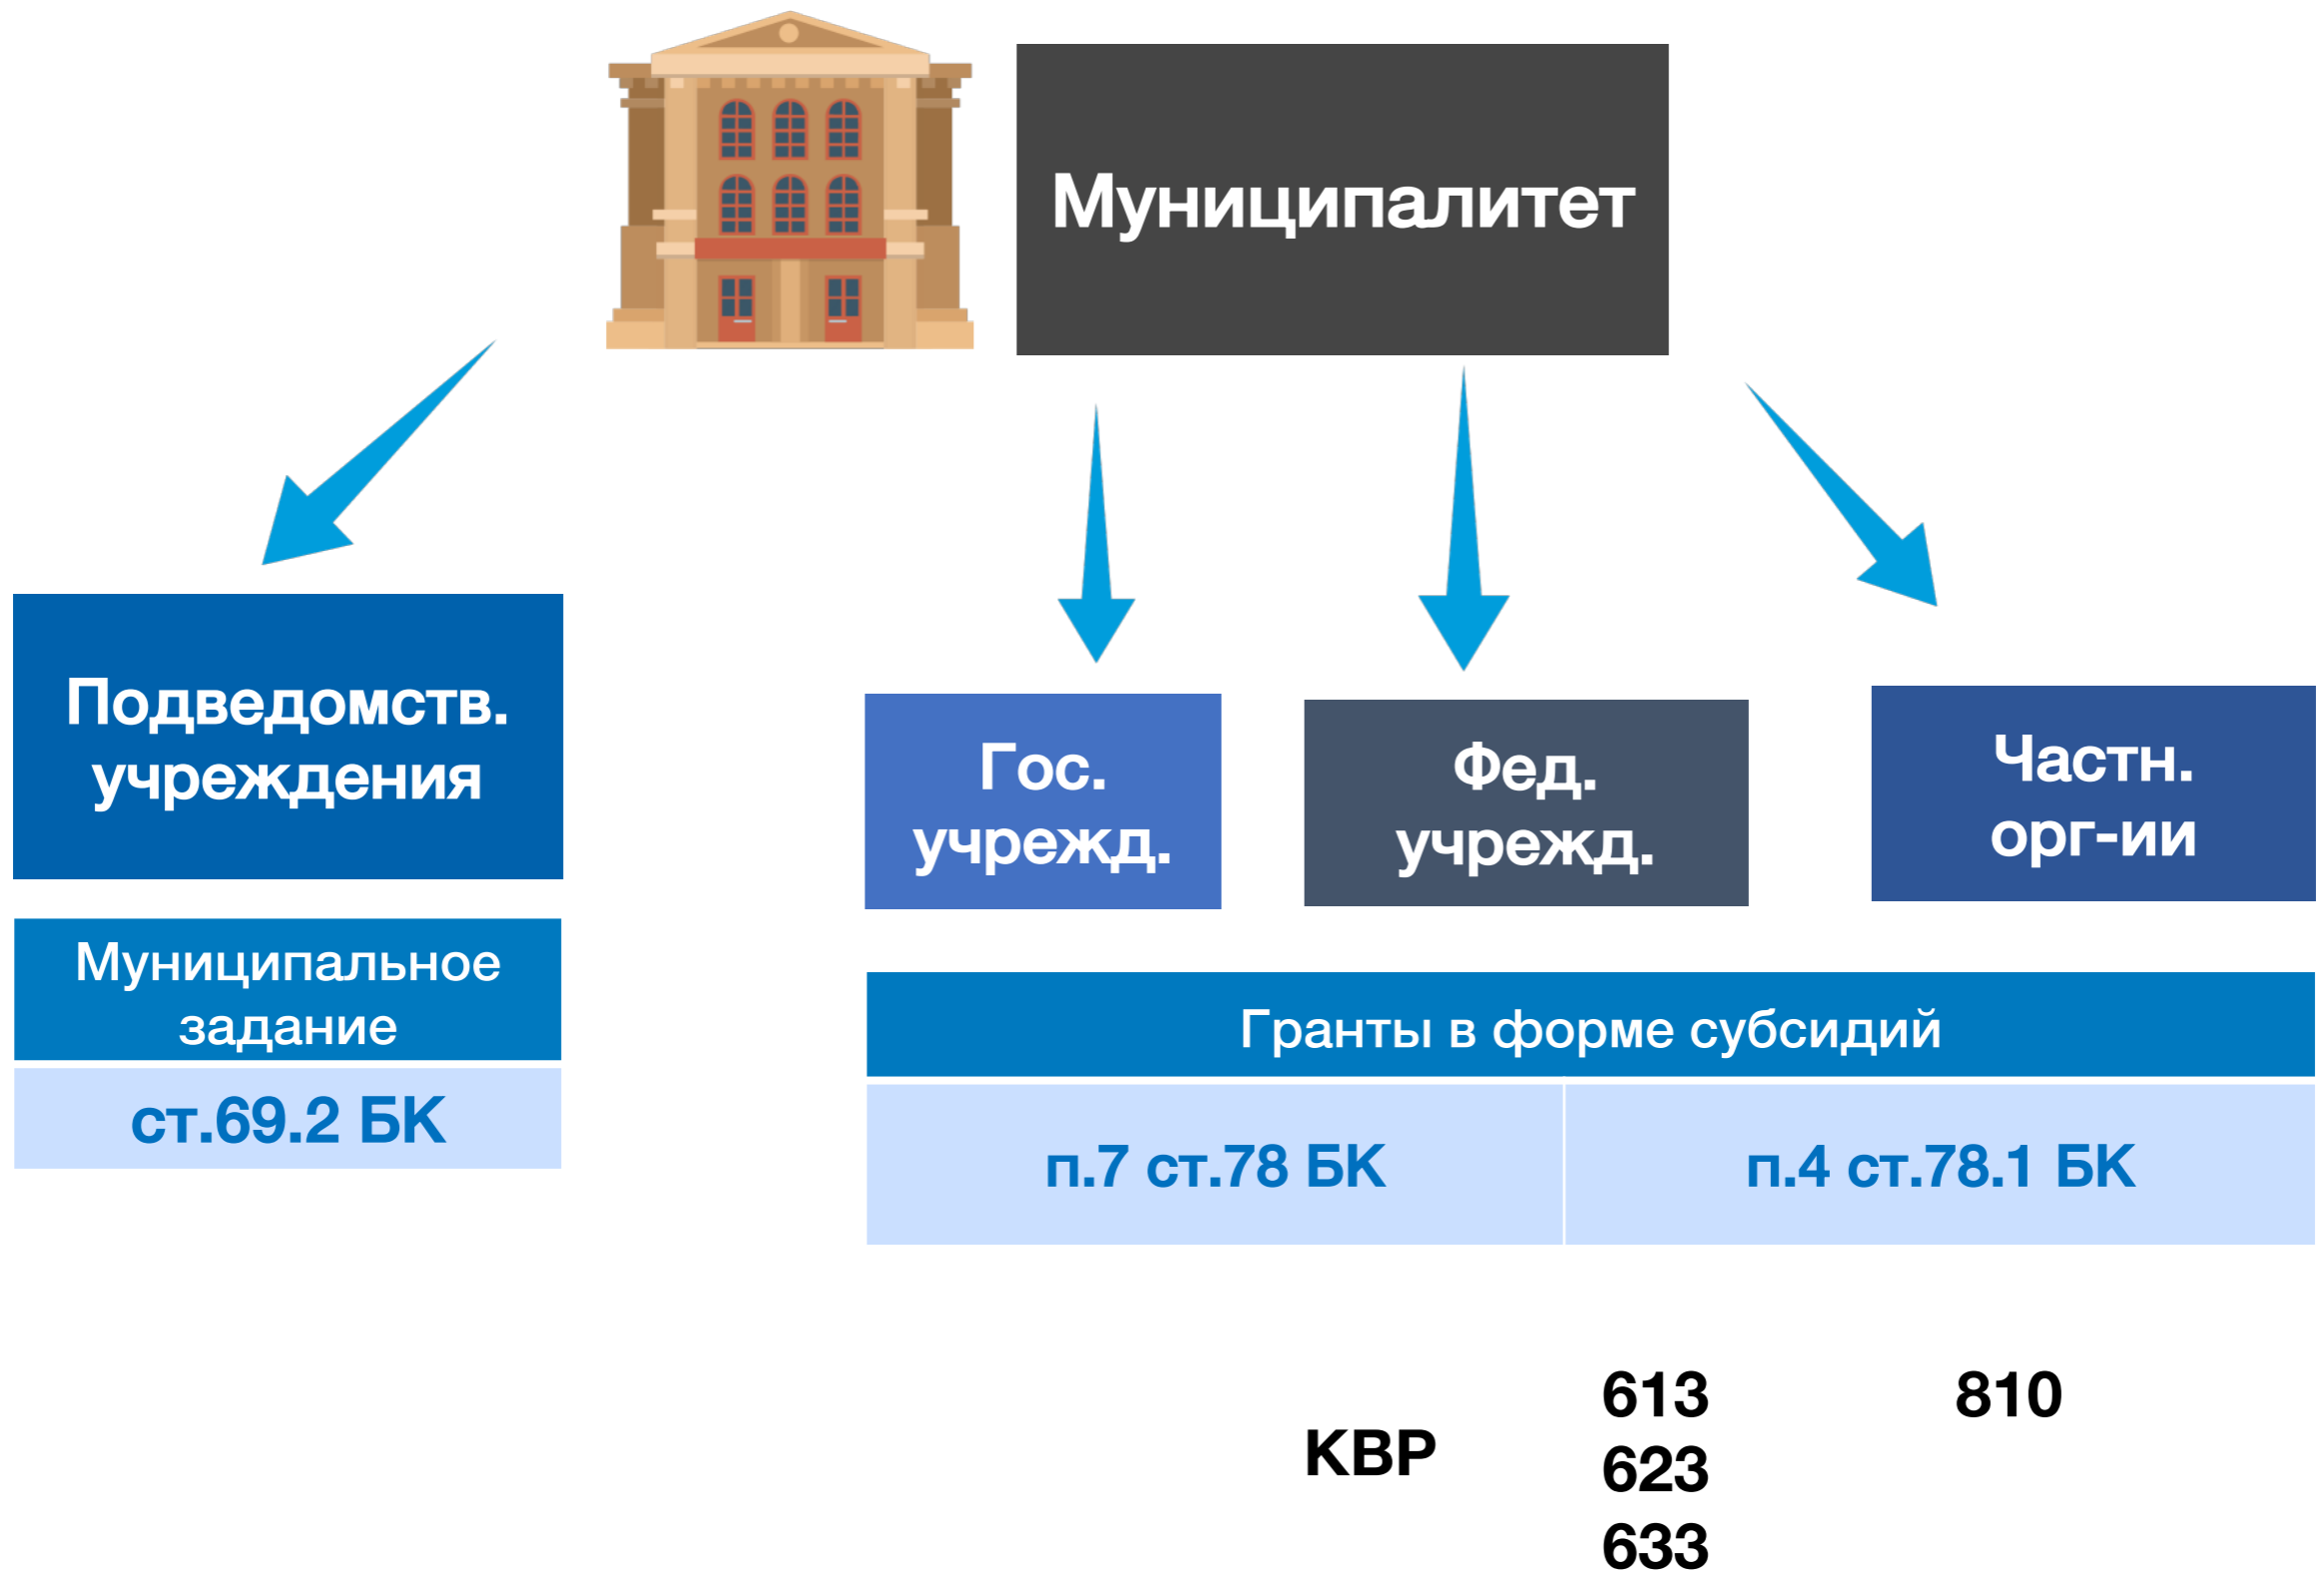 Муниципалитет
Подведомств.
учреждения
Муниципальное
задание
ст.69.2 БК
Гос.
учрежд.
Фед.
учрежд.
Частн.
орг-ии
Гранты в форме субсидий
п.7 ст.78 БК
п.4 ст.78.1 БК
КВР
613
623
633
810